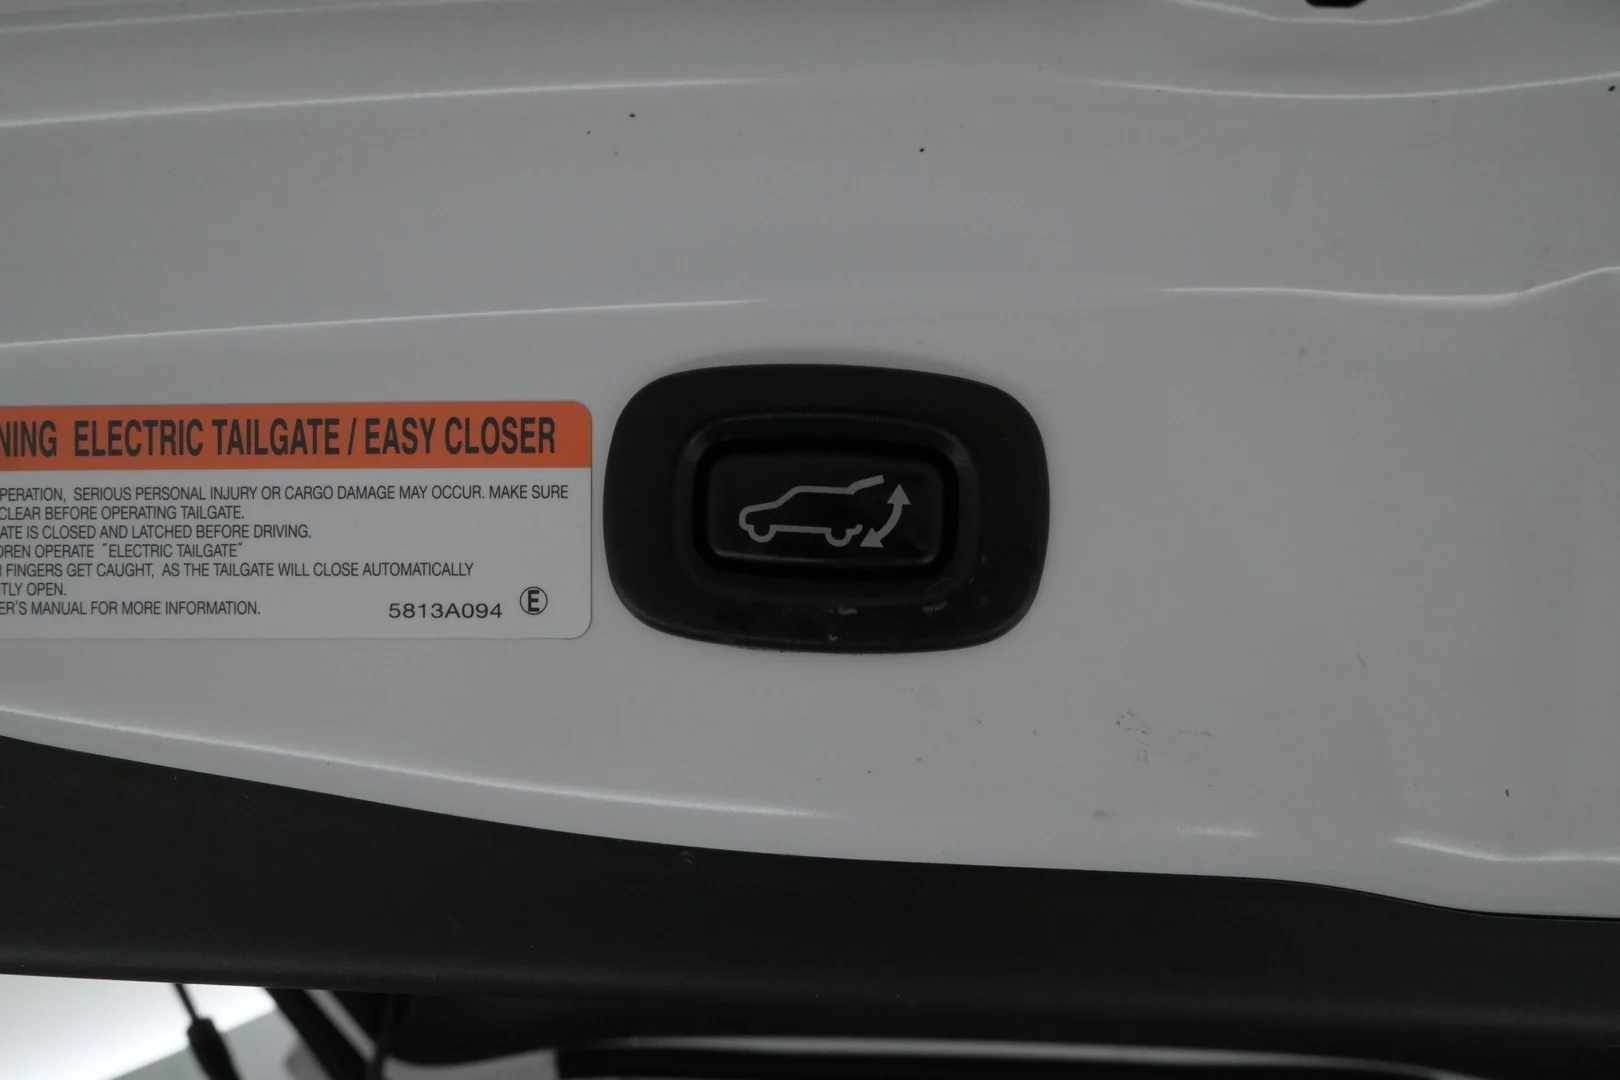 NING ELECTRIC TAILGATE / EASY CLOSER
PERATION, SERIOUS PERSONAL INJURY OR CARGO DAMAGE MAY OCCUR. MAKE SURE
CLEAR BEFORE OPERATING TAILGATE.
ATE IS CLOSED AND LATCHED BEFORE DRIVING.
DREN OPERATE "ELECTRIC TAILGATE"
R FINGERS GET CAUGHT, AS THE TAILGATE WILL CLOSE AUTOMATICALLY
TLY OPEN.
ER'S MANUAL FOR MORE INFORMATION.
5813A094 Ⓔ